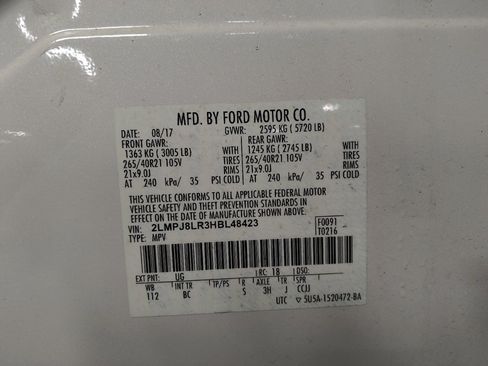 MFD. BY FORD MOTOR CO.
DATE: 08/17 GVWR: 2595 KG ( 5720 LB)
FRONT GAWR: REAR GAWR:
1363 KG ( 3005 LB) WITH 1245 KG ( 2745 LB) WITH
265/40R21 105V TIRES 265/40R21 105V TIRES
21x9.0J RIMS 21x9.0J RIMS
AT 240 kPa/ 35 PSI COLD AT 240 kPa/ 35 PSI COLD
THIS VEHICLE CONFORMS TO ALL APPLICABLE FEDERAL MOTOR
VEHICLE SAFETY AND THEFT PREVENTION STANDARDS IN
EFFECT ON THE DATE OF MANUFACTURE SHOWN ABOVE.
VIN: 2LMPJ8LR3HBL48423 F0091
TYPE: MPV T0216
EXT PNT: UG RC: 18 DSO:
WB INT TR TP/PS R AXLE TR SPR
112 BC S 3H J CCJJ
UTC 5U5A-1520472-BA